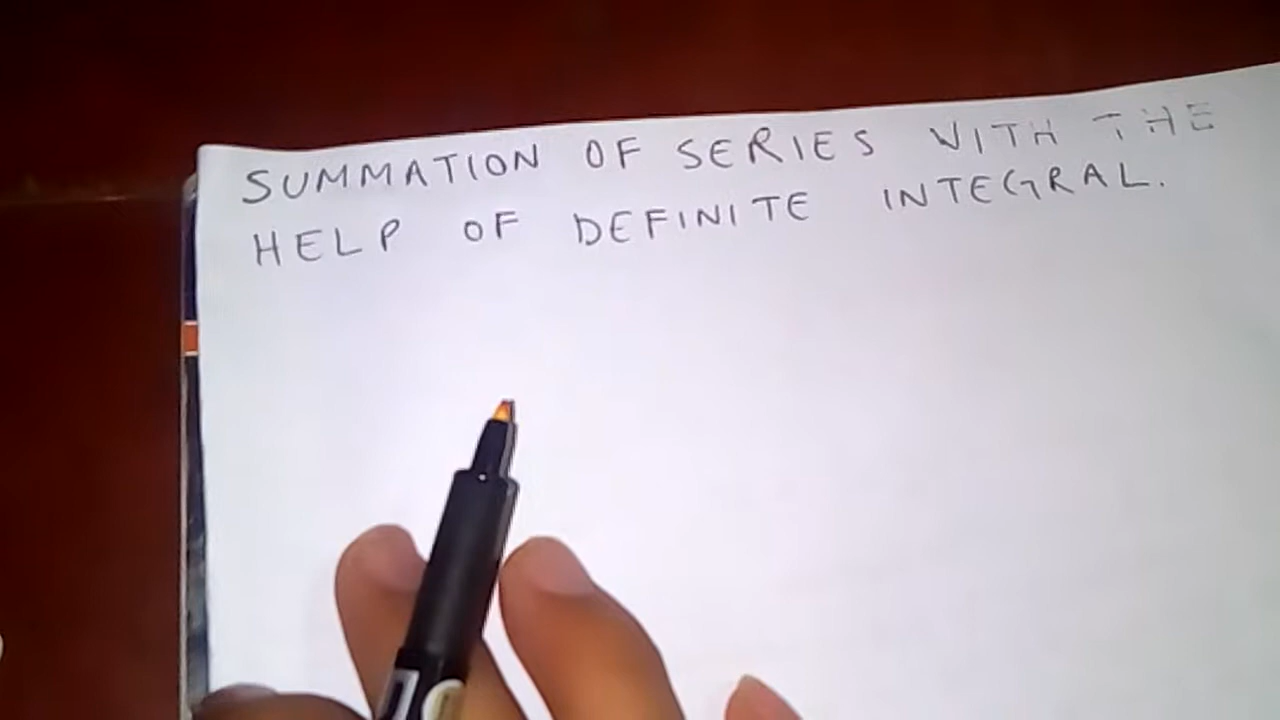 SUMMATION OF SERIES WITH THE
HELP OF DEFINITE INTEGRAL.